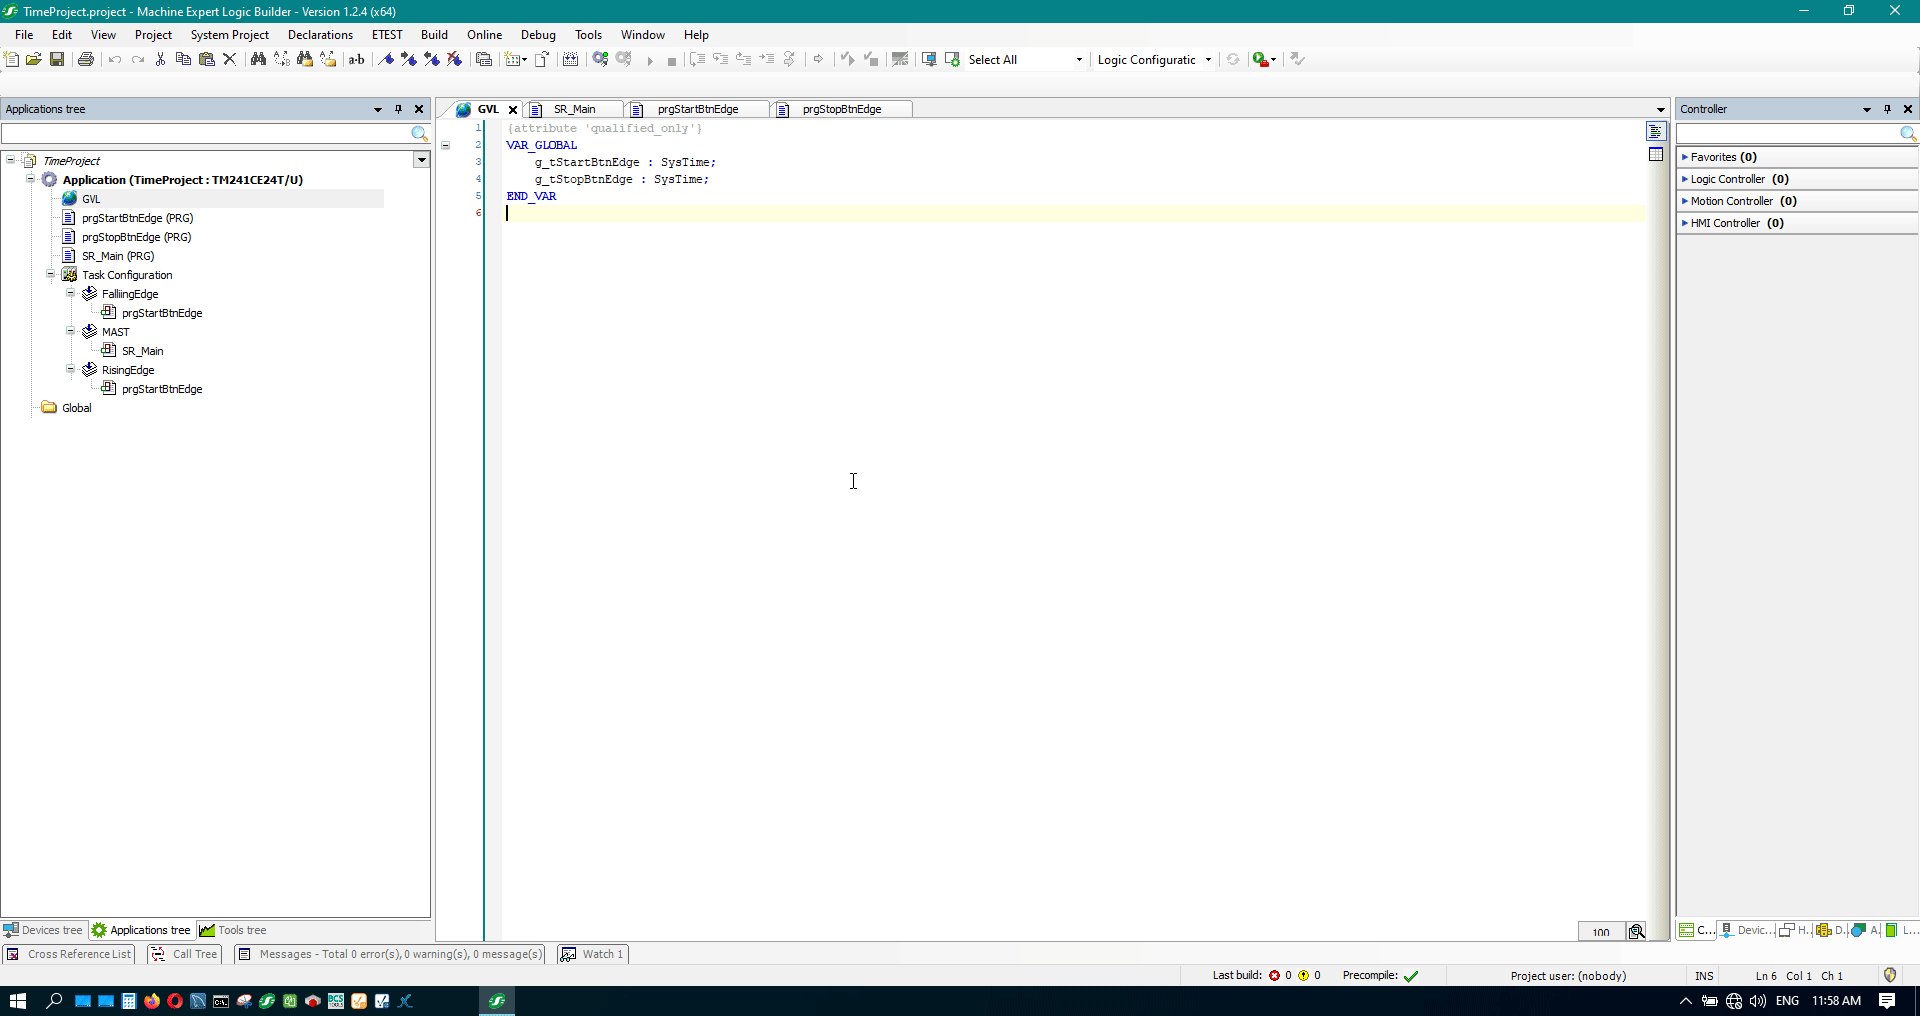 TimeProject.project - Machine Expert Logic Builder - Version 1.2.4 (x64)
File Edit View Project System Project Declarations ETEST Build Online Debug Tools Window Help
a-b Select All Logic Configuratic
Applications tree
GVL SR_Main prgStartBtnEdge prgStopBtnEdge
Controller
TimeProject
Application (TimeProject : TM241CE24T/U)
GVL
prgStartBtnEdge (PRG)
prgStopBtnEdge (PRG)
SR_Main (PRG)
Task Configuration
FalliingEdge
prgStartBtnEdge
MAST
SR_Main
RisingEdge
prgStartBtnEdge
Global
1 {attribute 'qualified_only'}
2 VAR_GLOBAL
3 g_tStartBtnEdge : SysTime;
4 g_tStopBtnEdge : SysTime;
5 END_VAR
6
Favorites (0)
Logic Controller (0)
Motion Controller (0)
HMI Controller (0)
100
Devices tree Applications tree Tools tree
C... Devic... H.. D.. A. L...
Cross Reference List Call Tree Messages - Total 0 error(s), 0 warning(s), 0 message(s) Watch 1
Last build: 0 0 Precompile: Project user: (nobody) INS Ln 6 Col 1 Ch 1
BCS TOOLS
ENG 11:58 AM